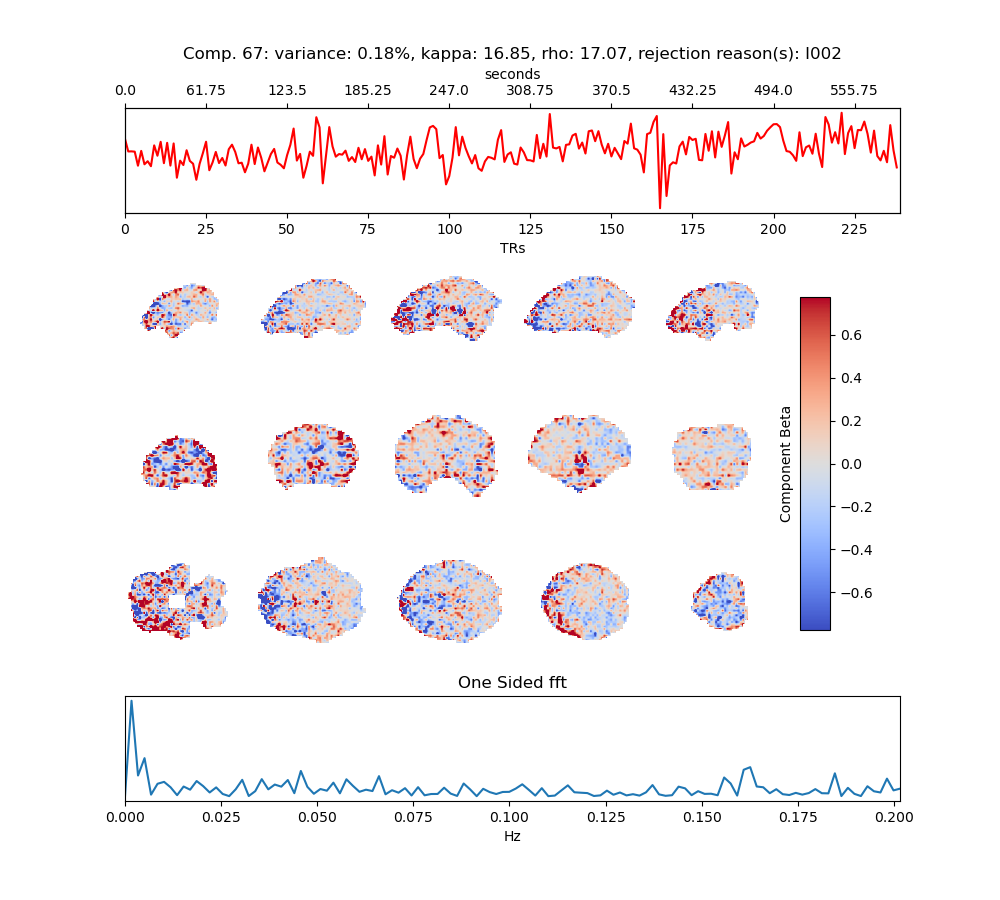 Comp. 67: variance: 0.18%, kappa: 16.85, rho: 17.07, rejection reason(s): I002
seconds
0.0 61.75 123.5 185.25 247.0 308.75 370.5 432.25 494.0 555.75
0 25 50 75 100 125 150 175 200 225
TRs
0.6
0.4
0.2
0.0
−0.2
−0.4
−0.6
Component Beta
One Sided fft
0.000 0.025 0.050 0.075 0.100 0.125 0.150 0.175 0.200
Hz